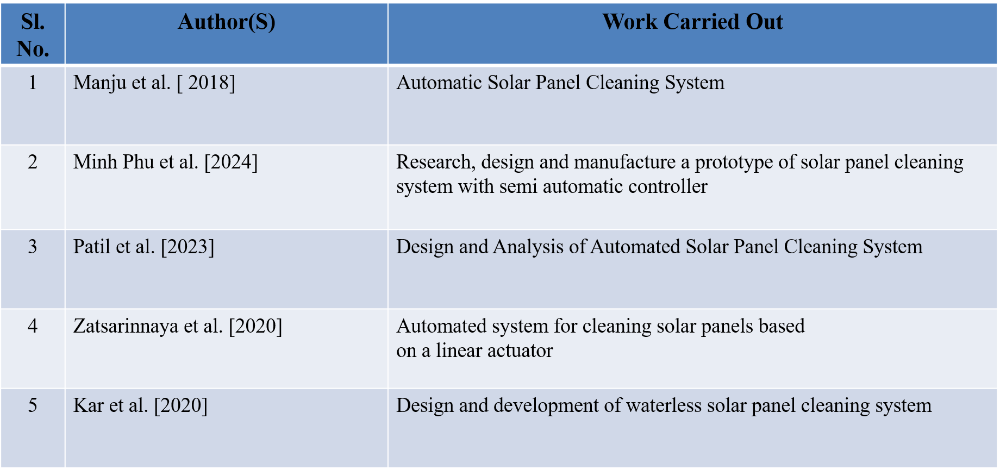 Sl.
No.
Author(S)
Work Carried Out
1
Manju et al. [ 2018]
Automatic Solar Panel Cleaning System
2
Minh Phu et al. [2024]
Research, design and manufacture a prototype of solar panel cleaning
system with semi automatic controller
3
Patil et al. [2023]
Design and Analysis of Automated Solar Panel Cleaning System
4
Zatsarinnaya et al. [2020]
Automated system for cleaning solar panels based
on a linear actuator
5
Kar et al. [2020]
Design and development of waterless solar panel cleaning system